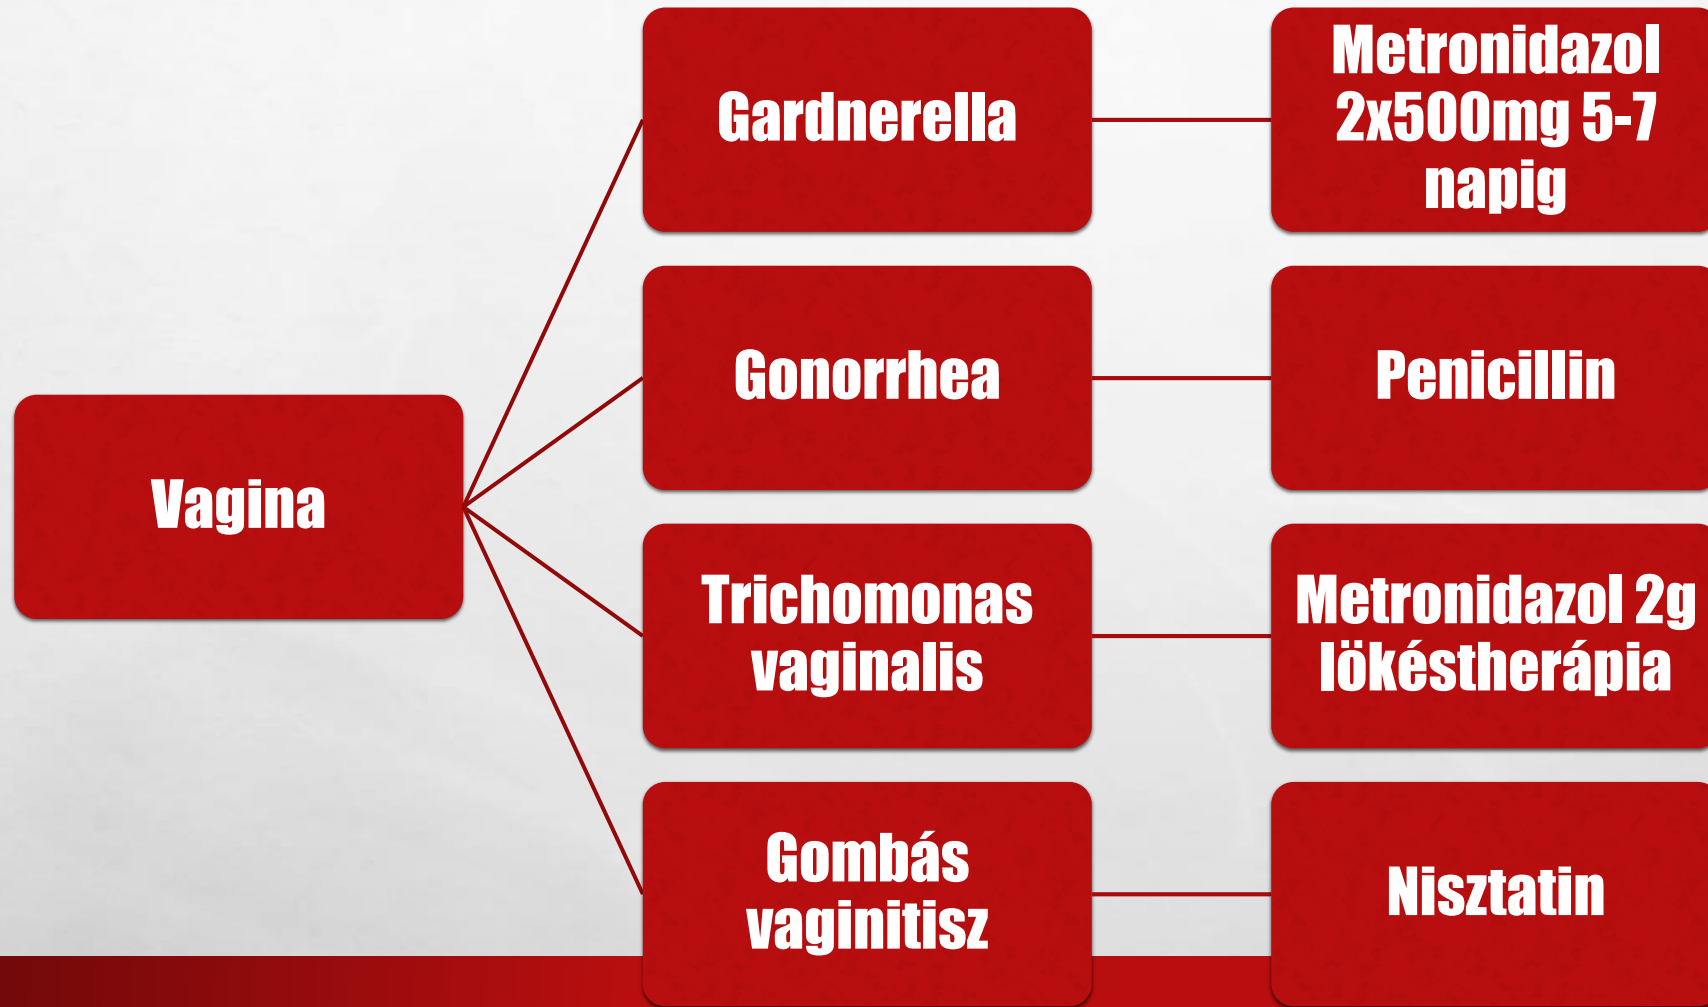 Vagina
Gardnerella
Metronidazol
2x500mg 5-7
napig
Gonorrhea
Penicillin
Trichomonas
vaginalis
Metronidazol 2g
lökéstherápia
Gombás
vaginitisz
Nisztatin